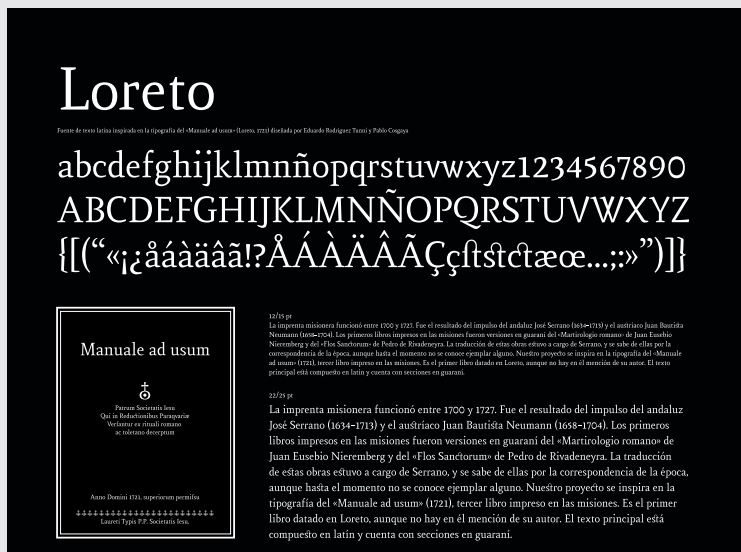 Loreto
Fuente de texto latina inspirada en la tipografía del «Manuale ad usum» (Loreto, 1721) diseñada por Eduardo Rodríguez Tunni y Pablo Cosgaya
abcdefghijklmnñopqrstuvwxyz1234567890
ABCDEFGHIJKLMNÑOPQRSTUVWXYZ
{[(“«¡¿åáàäâã!?ÅÁÀÄÂÃÇçſtstctæœ...;:»”)]}
Manuale ad usum
Patrum Societatis Iesu
Qui in Reductionibus Paraqvariæ
Verſantur ex rituali romano
ac toletano decerptum
Anno Domini 1721, superiorum permiſsu
Laureti Typis P.P. Societatis Iesu.
12/15 pt
La imprenta misionera funcionó entre 1700 y 1727. Fue el resultado del impulso del andaluz José Serrano (1634–1713) y el austríaco Juan Bautista
Neumann (1658–1704). Los primeros libros impresos en las misiones fueron versiones en guaraní del «Martirologio romano» de Juan Eusebio
Nieremberg y del «Flos Sanctorum» de Pedro de Rivadeneyra. La traducción de estas obras estuvo a cargo de Serrano, y se sabe de ellas por la
correspondencia de la época, aunque hasta el momento no se conoce ejemplar alguno. Nuestro proyecto se inspira en la tipografía del «Manuale
ad usum» (1721), tercer libro impreso en las misiones. Es el primer libro datado en Loreto, aunque no hay en él mención de su autor. El texto
principal está compuesto en latín y cuenta con secciones en guaraní.
22/25 pt
La imprenta misionera funcionó entre 1700 y 1727. Fue el resultado del impulso del andaluz
José Serrano (1634–1713) y el austríaco Juan Bautista Neumann (1658–1704). Los primeros
libros impresos en las misiones fueron versiones en guaraní del «Martirologio romano» de
Juan Eusebio Nieremberg y del «Flos Sanctorum» de Pedro de Rivadeneyra. La traducción
de estas obras estuvo a cargo de Serrano, y se sabe de ellas por la correspondencia de la época,
aunque hasta el momento no se conoce ejemplar alguno. Nuestro proyecto se inspira en la
tipografía del «Manuale ad usum» (1721), tercer libro impreso en las misiones. Es el primer
libro datado en Loreto, aunque no hay en él mención de su autor. El texto principal está
compuesto en latín y cuenta con secciones en guaraní.